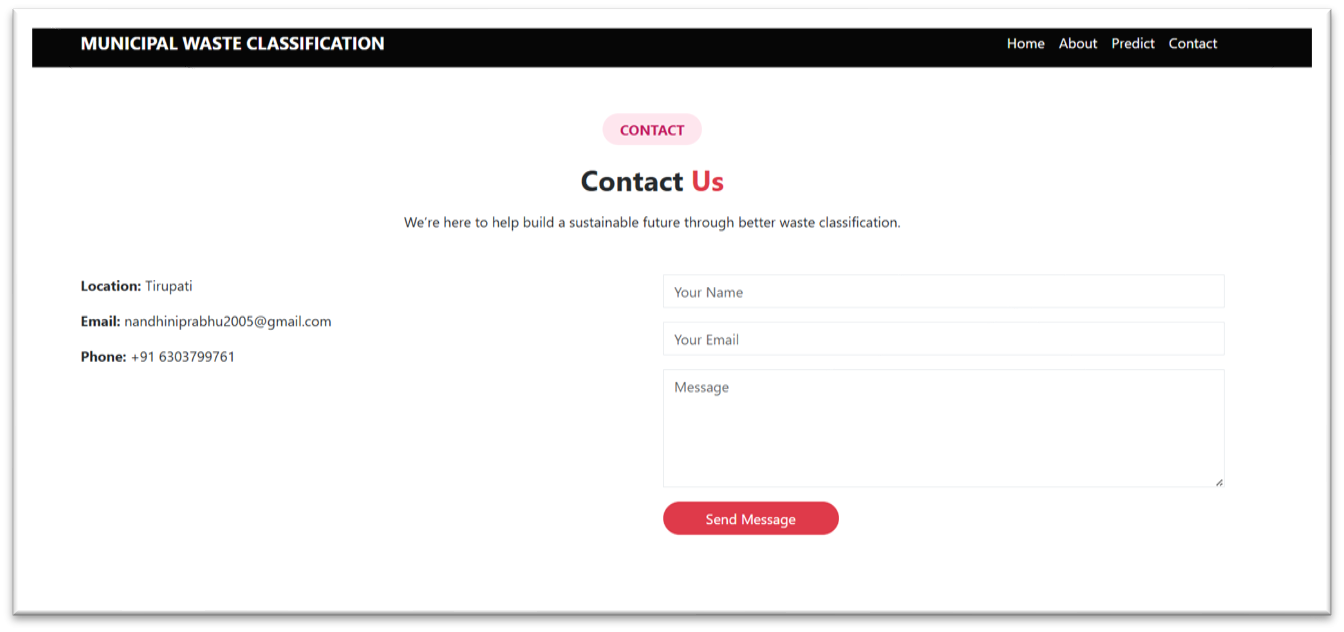 MUNICIPAL WASTE CLASSIFICATION
Home About Predict Contact
CONTACT
Contact Us
We’re here to help build a sustainable future through better waste classification.
Location: Tirupati
Email: nandhiniprabhu2005@gmail.com
Phone: +91 6303799761
Your Name
Your Email
Message
Send Message